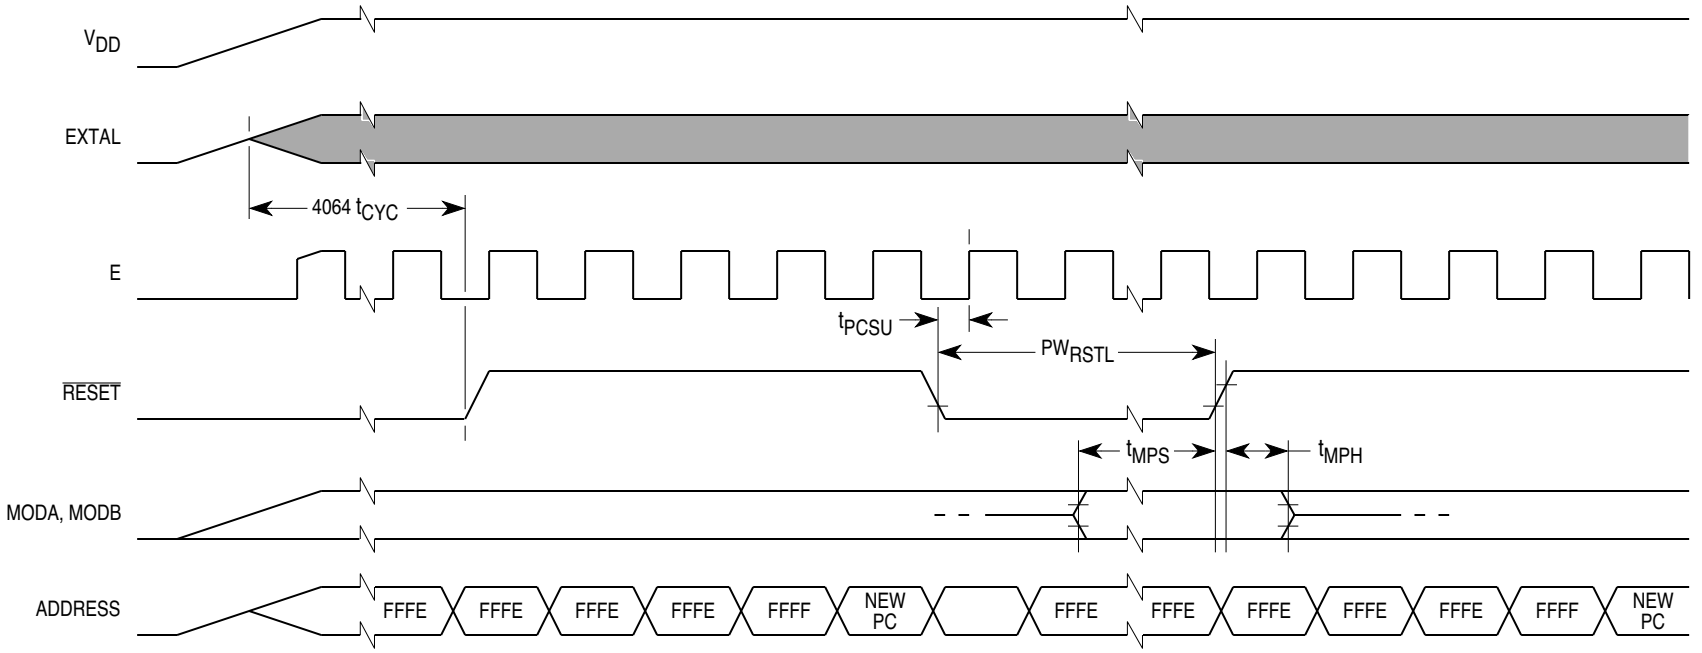 VDD
EXTAL
4064 tCYC
E
tPCSU
PWRSTL
RESET
tMPS
tMPH
MODA, MODB
ADDRESS
FFFE
FFFE
FFFE
FFFE
FFFF
NEW
PC
FFFE
FFFE
FFFE
FFFE
FFFE
FFFF
NEW
PC